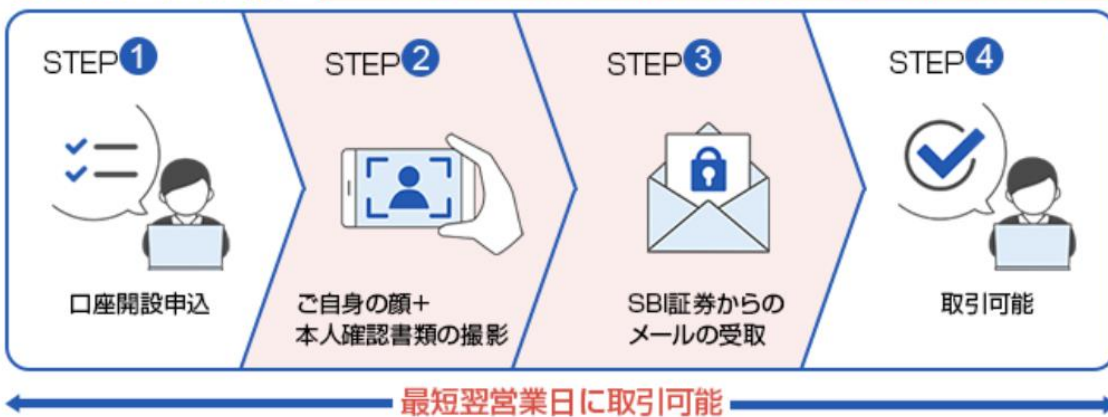 STEP1
口座開設申込
STEP2
ご自身の顔+
本人確認書類の撮影
STEP3
SBI証券からの
メールの受取
STEP4
取引可能
最短翌営業日に取引可能